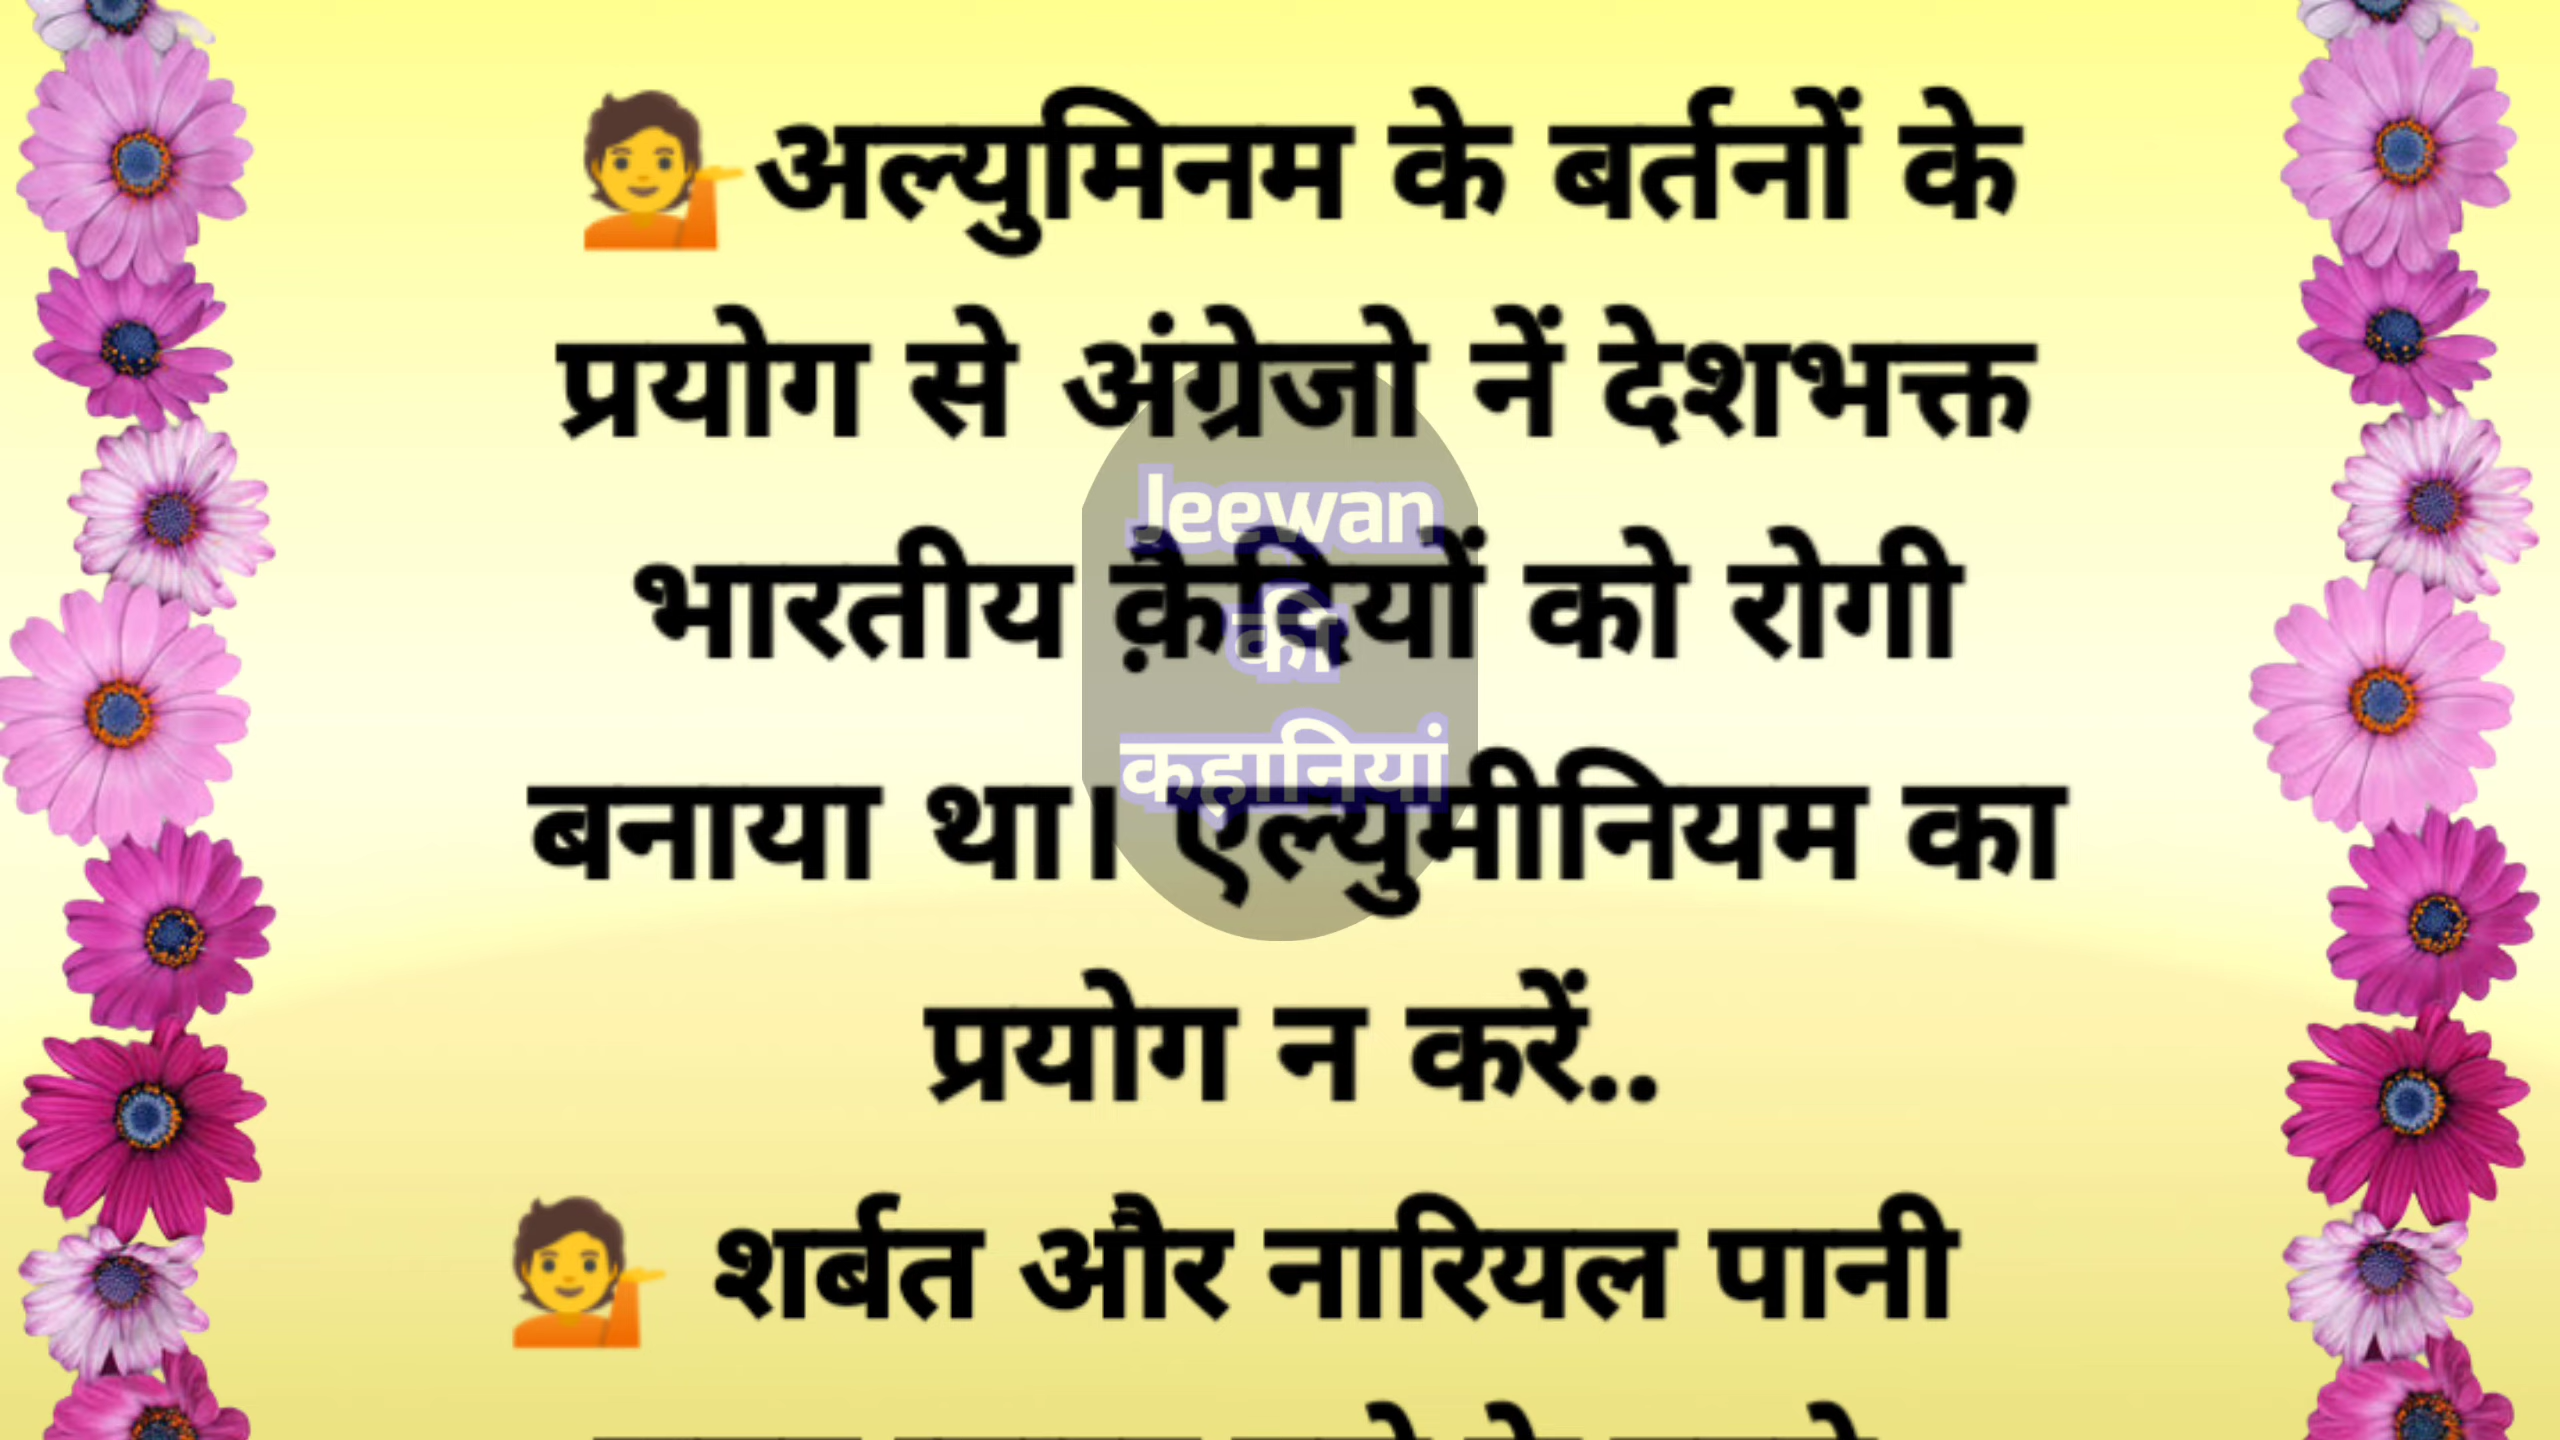 💁अल्युमिनम के बर्तनों के
प्रयोग से अंग्रेजो नें देशभक्त
भारतीय क़ैदियों को रोगी
बनाया था। एल्युमीनियम का
प्रयोग न करें..
💁 शर्बत और नारियल पानी
Jeewan
की
कहानियां